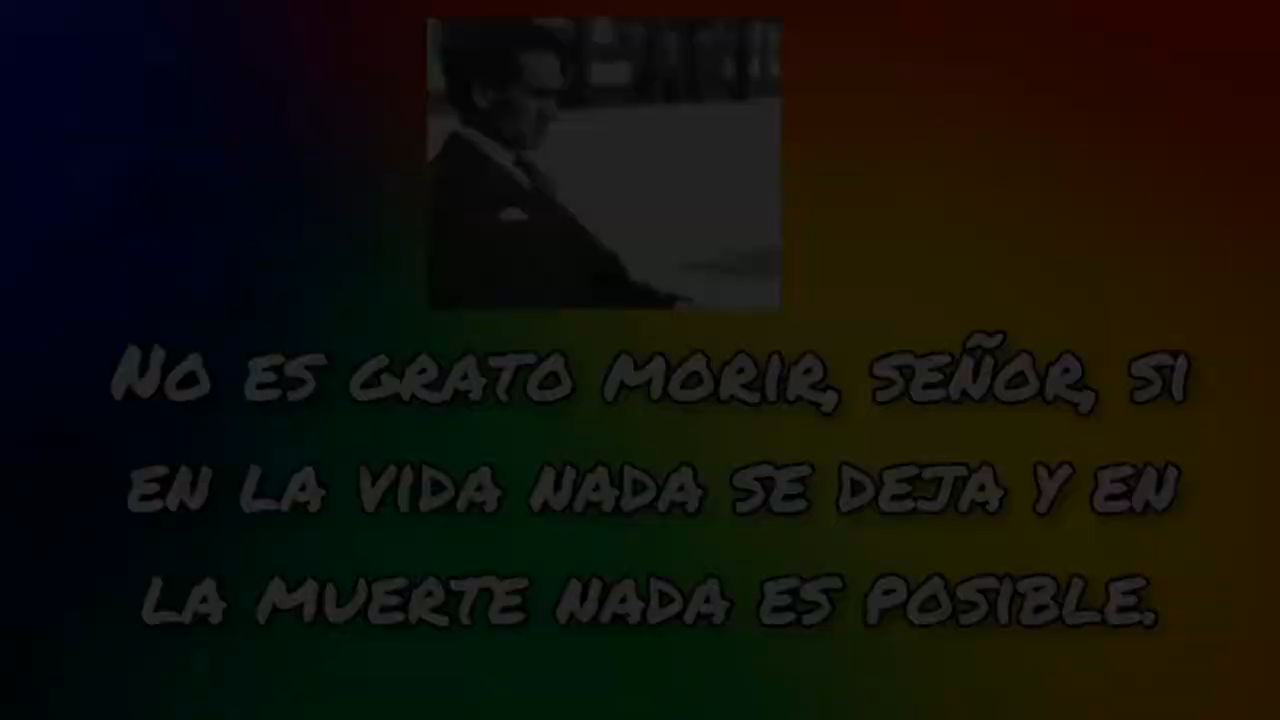 No es grato morir, señor, si
en la vida nada se deja y en
la muerte nada es posible.